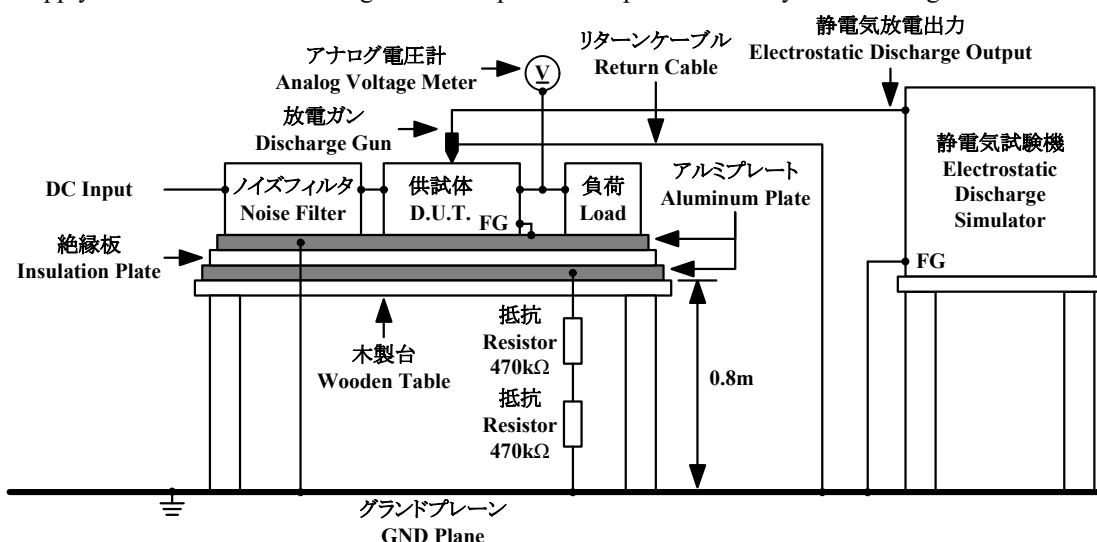 静電気放電出力
Electrostatic Discharge Output
アナログ電圧計
Analog Voltage Meter
V
リターンケーブル
Return Cable
放電ガン
Discharge Gun
静電気試験機
Electrostatic
Discharge
Simulator
DC Input
ノイズフィルタ
Noise Filter
供試体
D.U.T.
FG
負荷
Load
アルミプレート
Aluminum Plate
絶縁板
Insulation Plate
FG
木製台
Wooden Table
抵抗
Resistor
470kΩ
抵抗
Resistor
470kΩ
0.8m
グランドプレーン
GND Plane